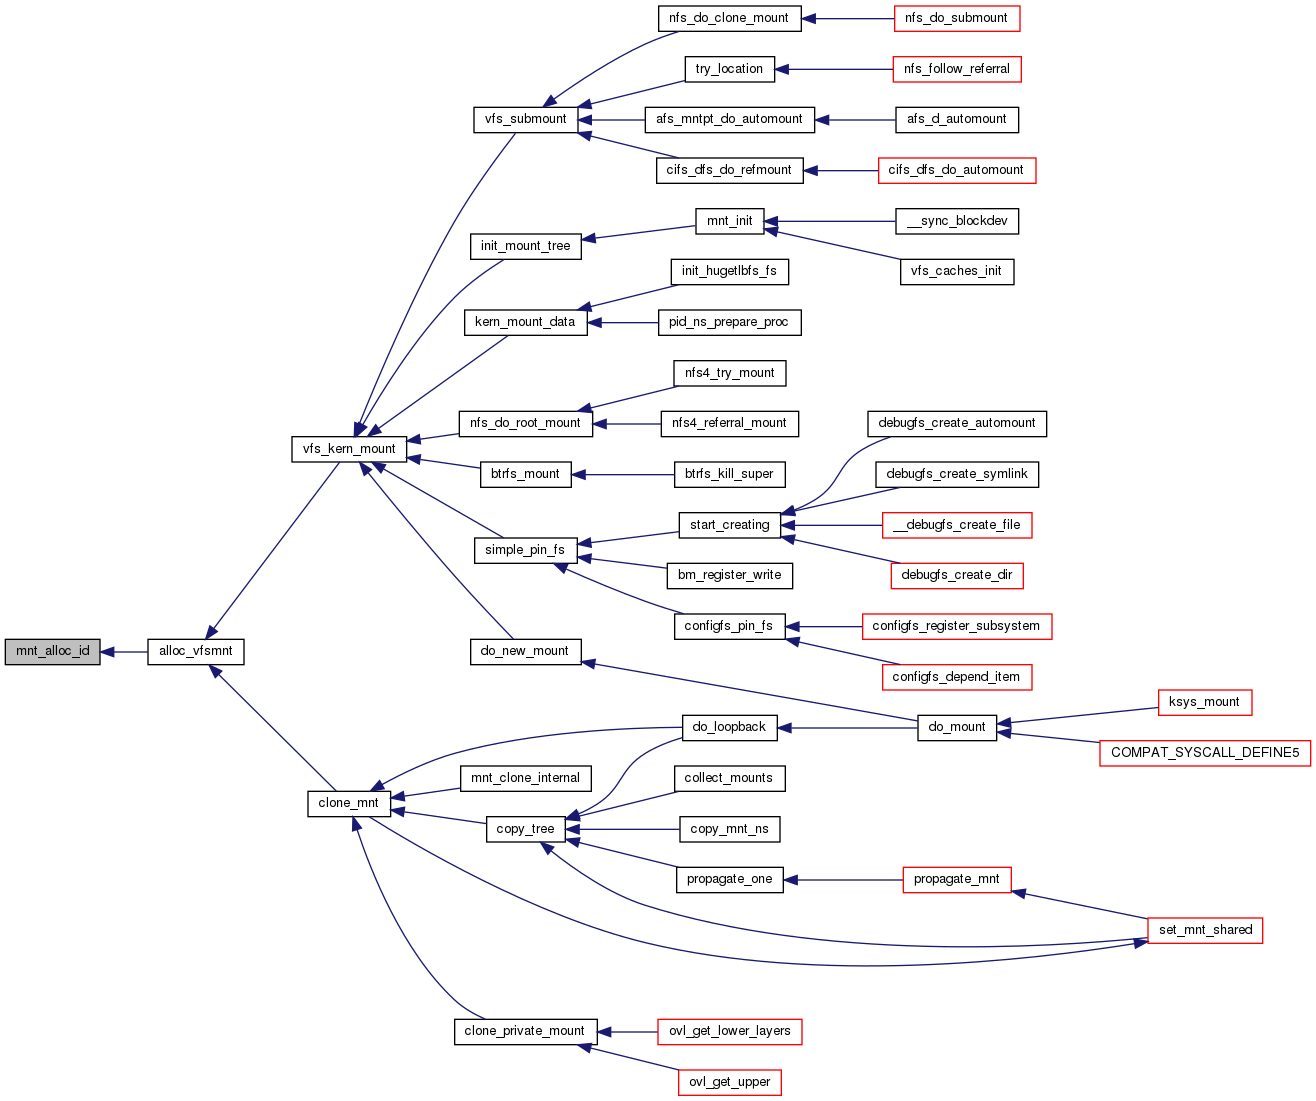 nfs_do_clone_mount
nfs_do_submount
try_location
nfs_follow_referral
vfs_submount
afs_mntpt_do_automount
afs_d_automount
cifs_dfs_do_refmount
cifs_dfs_do_automount
mnt_init
__sync_blockdev
init_mount_tree
vfs_caches_init
init_hugetlbfs_fs
kern_mount_data
pid_ns_prepare_proc
nfs4_try_mount
nfs_do_root_mount
nfs4_referral_mount
debugfs_create_automount
vfs_kern_mount
btrfs_mount
btrfs_kill_super
debugfs_create_symlink
start_creating
__debugfs_create_file
simple_pin_fs
bm_register_write
debugfs_create_dir
configfs_pin_fs
configfs_register_subsystem
mnt_alloc_id
alloc_vfsmnt
do_new_mount
configfs_depend_item
ksys_mount
do_loopback
do_mount
COMPAT_SYSCALL_DEFINE5
mnt_clone_internal
collect_mounts
clone_mnt
copy_tree
copy_mnt_ns
propagate_one
propagate_mnt
set_mnt_shared
clone_private_mount
ovl_get_lower_layers
ovl_get_upper